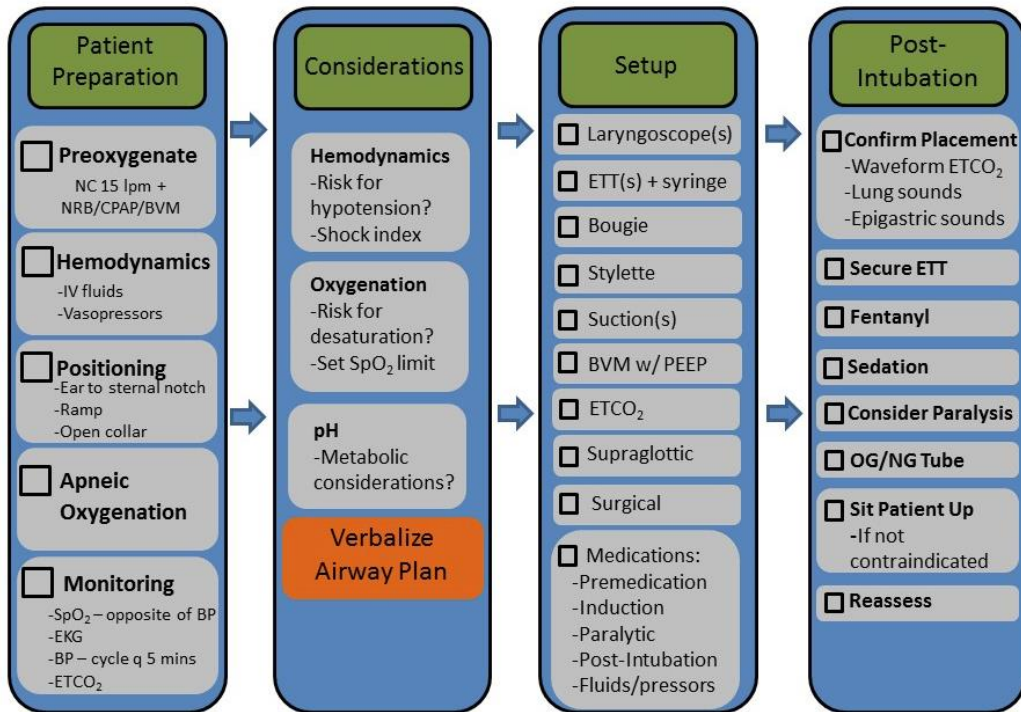 Patient
Preparation
Preoxygenate
NC 15 lpm +
NRB/CPAP/BVM
Hemodynamics
-IV fluids
-Vasopressors
Positioning
-Ear to sternal notch
-Ramp
-Open collar
Apneic
Oxygenation
Monitoring
-SpO₂ – opposite of BP
-EKG
-BP – cycle q 5 mins
-ETCO₂
Considerations
Hemodynamics
-Risk for
hypotension?
-Shock index
Oxygenation
-Risk for
desaturation?
-Set SpO₂ limit
pH
-Metabolic
considerations?
Verbalize
Airway Plan
Setup
Laryngoscope(s)
ETT(s) + syringe
Bougie
Stylette
Suction(s)
BVM w/ PEEP
ETCO₂
Supraglottic
Surgical
Medications:
-Premedication
-Induction
-Paralytic
-Post-Intubation
-Fluids/pressors
Post-
Intubation
Confirm Placement
-Waveform ETCO₂
-Lung sounds
-Epigastric sounds
Secure ETT
Fentanyl
Sedation
Consider Paralysis
OG/NG Tube
Sit Patient Up
-If not
contraindicated
Reassess